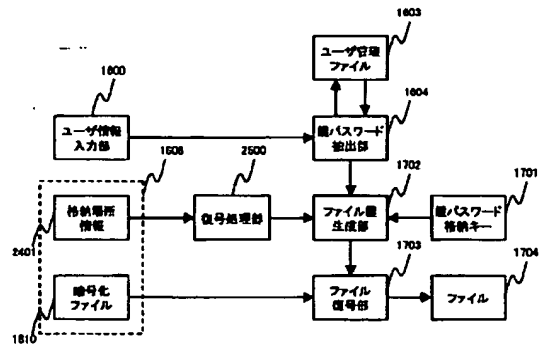 1603
ユーザ管理
ファイル
1600
1604
ユーザ情報
入力部
鍵パスワード
抽出部
1606
2500
1702
1701
格納場所
情報
復号処理部
ファイル鍵
生成部
鍵パスワード
格納キー
2401
1703
1704
暗号化
ファイル
ファイル
復号部
ファイル
1610